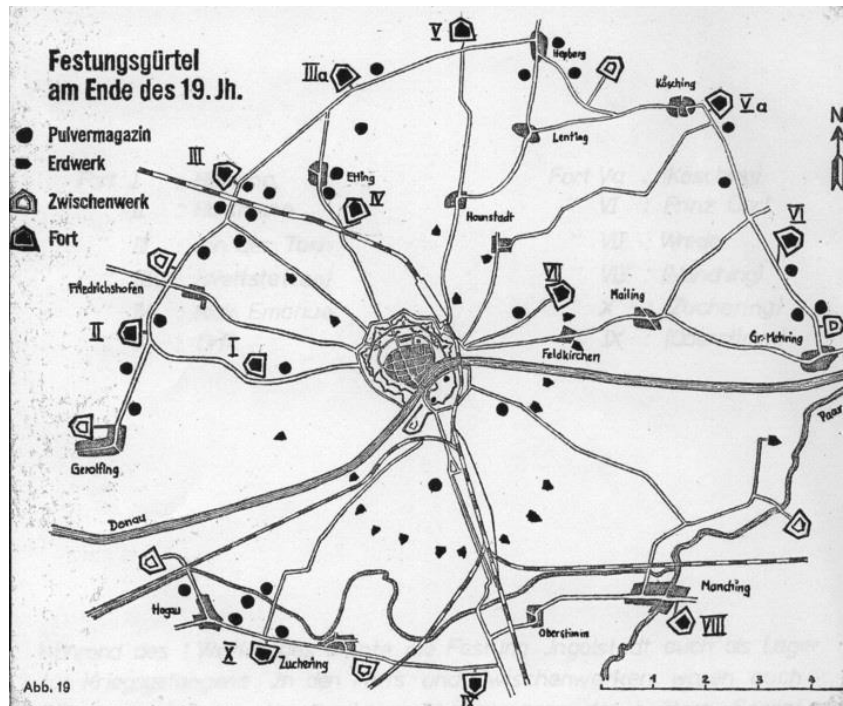 Festungsgürtel
am Ende des 19. Jh.
Pulvermagazin
Erdwerk
Zwischenwerk
Fort
V
Hepberg
IIIa
Kösching
Va
Lenting
N
III
Etting
IV
Haunstadt
VI
Friedrichshofen
VII
Mailing
II
I
Feldkirchen
Gr. Mehring
Paar
Gerolfing
Donau
Manching
Hagau
VIII
Oberstimm
X
Zuchering
IX
1 2 3 4
Abb. 19